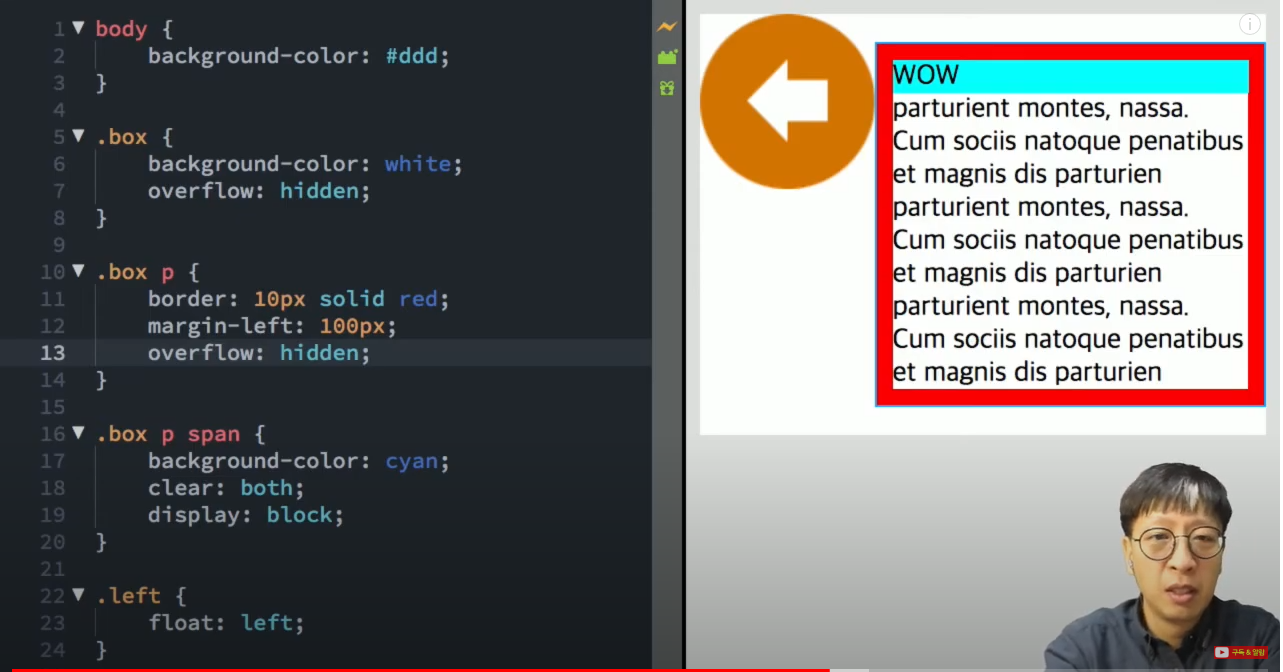 1 body {
2 background-color: #ddd;
3 }
4
5 .box {
6 background-color: white;
7 overflow: hidden;
8 }
9
10 .box p {
11 border: 10px solid red;
12 margin-left: 100px;
13 overflow: hidden;
14 }
15
16 .box p span {
17 background-color: cyan;
18 clear: both;
19 display: block;
20 }
21
22 .left {
23 float: left;
24 }
WOW
parturient montes, nassa.
Cum sociis natoque penatibus
et magnis dis parturien
parturient montes, nassa.
Cum sociis natoque penatibus
et magnis dis parturien
parturient montes, nassa.
Cum sociis natoque penatibus
et magnis dis parturien
구독 & 알림